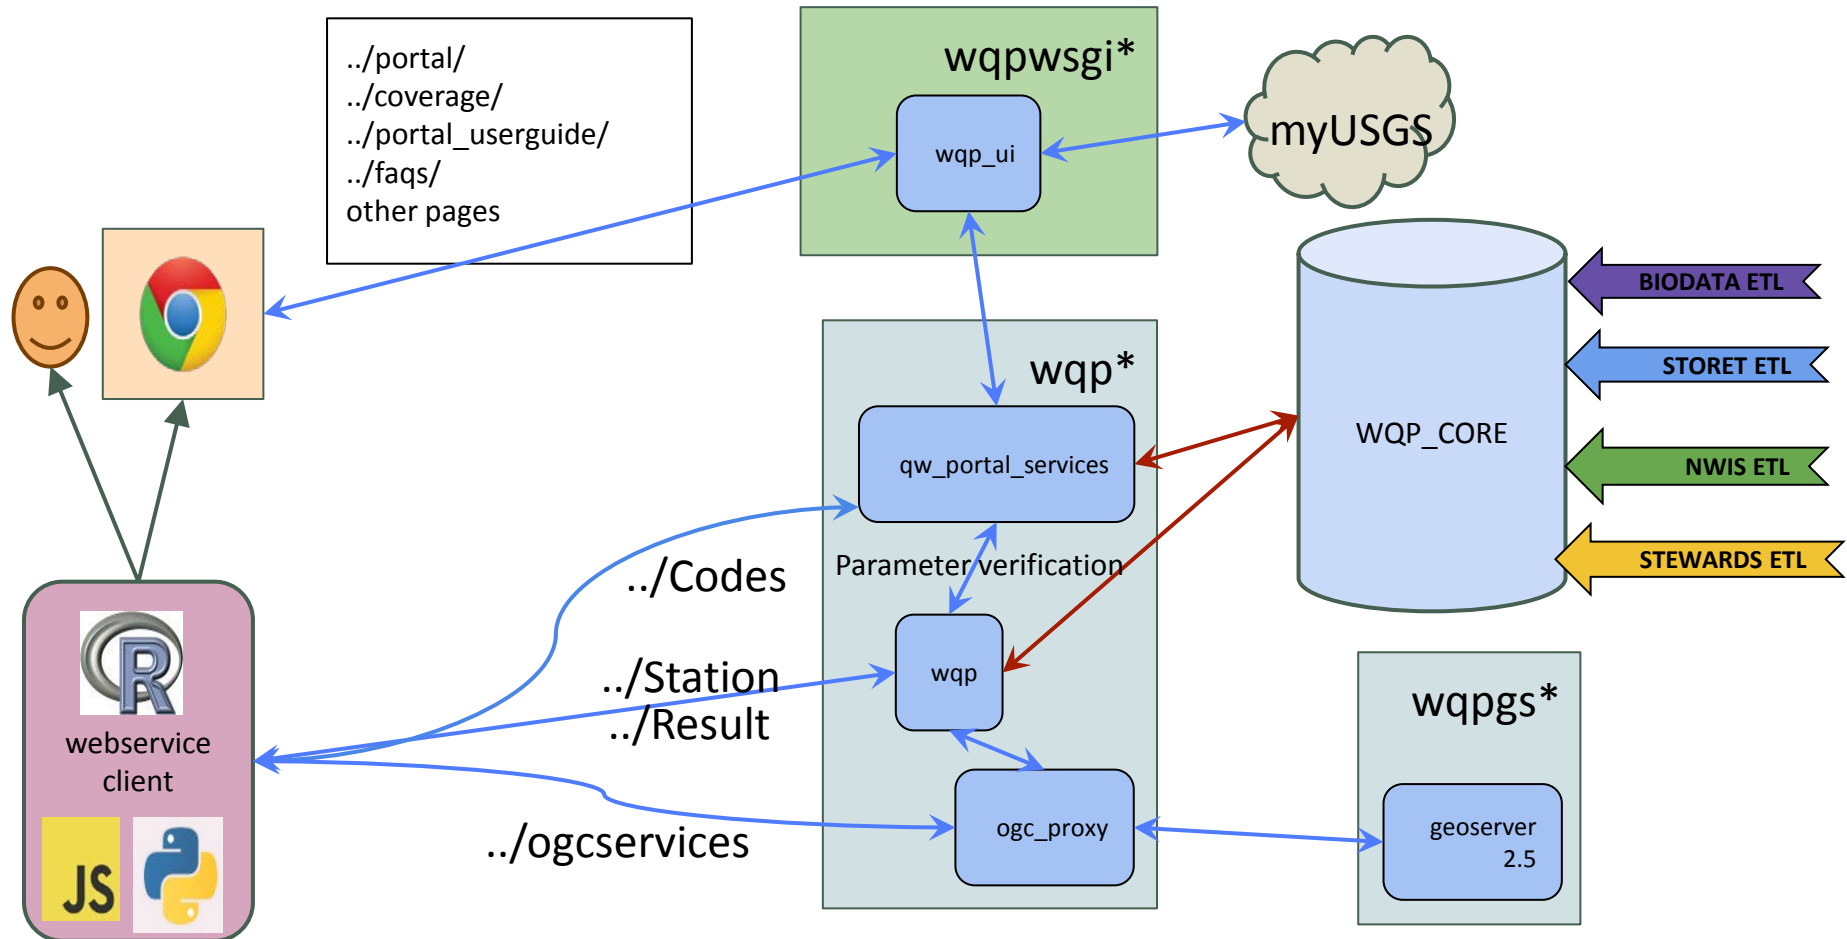 ../portal/
../coverage/
../portal_userguide/
../faqs/
other pages
wqpwsgi*
wqp_ui
myUSGS
BIODATA ETL
STORET ETL
NWIS ETL
STEWARDS ETL
WQP_CORE
wqp*
qw_portal_services
Parameter verification
wqp
ogc_proxy
../Codes
../Station
../Result
../ogcservices
R
webservice
client
JS
wqpgs*
geoserver
2.5